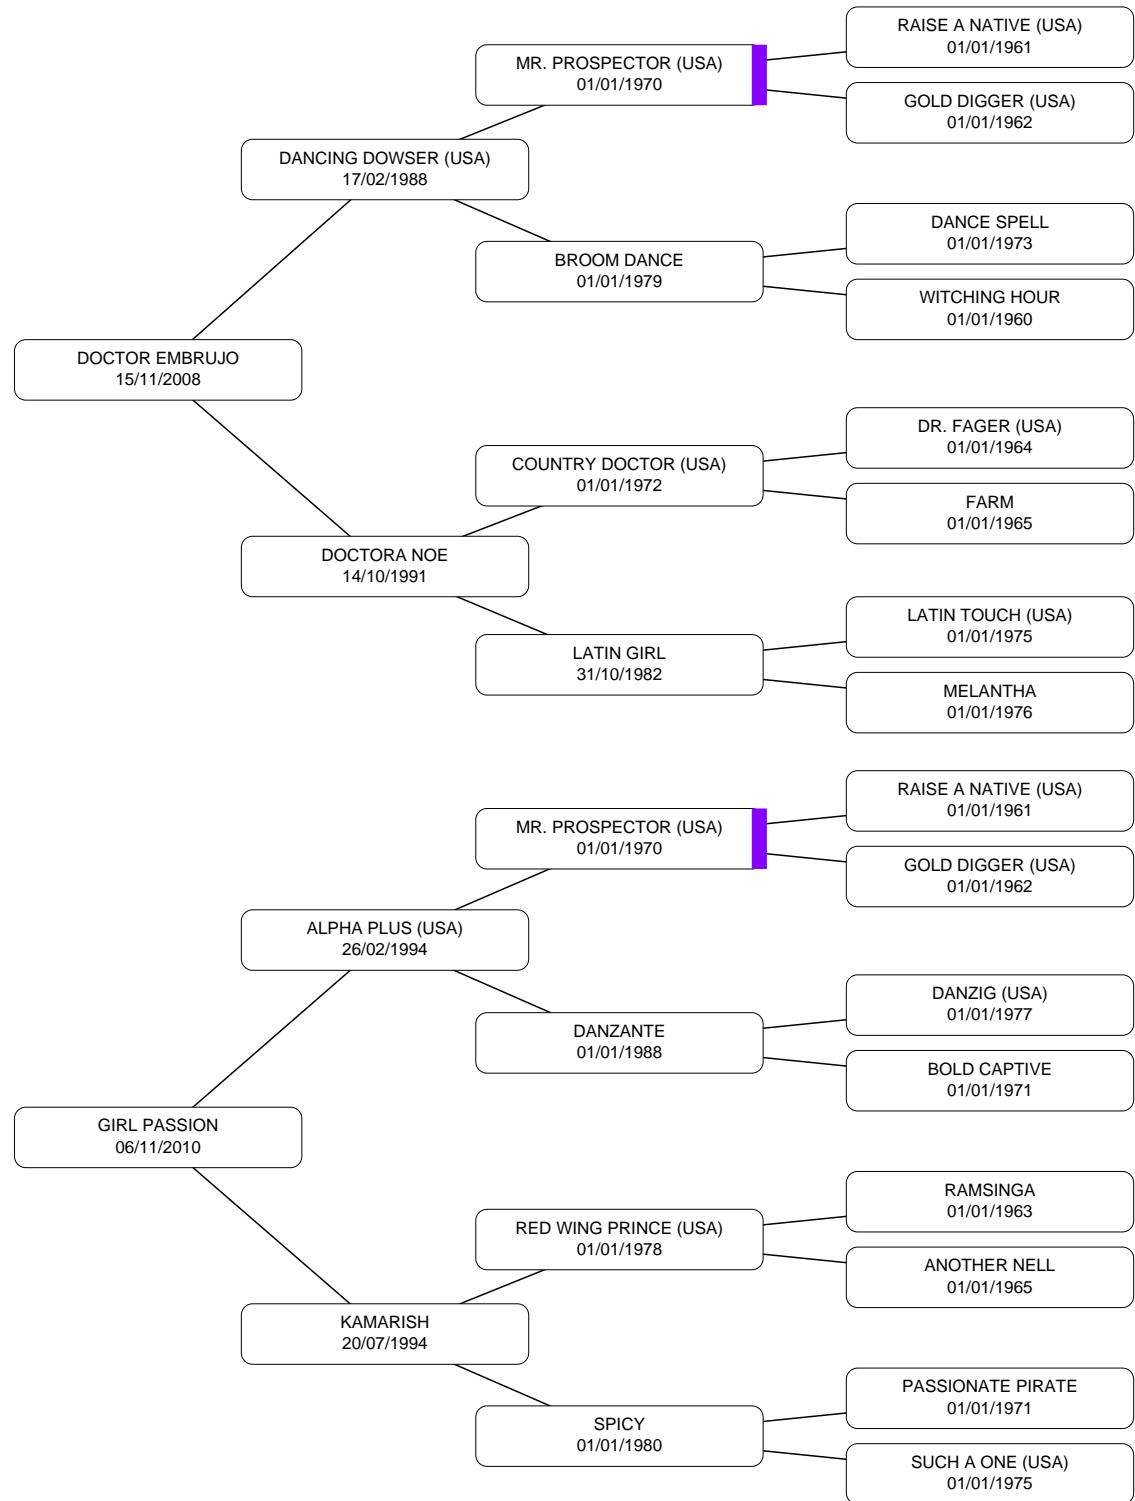 RAISE A NATIVE (USA)
01/01/1961
MR. PROSPECTOR (USA)
01/01/1970
GOLD DIGGER (USA)
01/01/1962
DANCING DOWSER (USA)
17/02/1988
DANCE SPELL
01/01/1973
BROOM DANCE
01/01/1979
WITCHING HOUR
01/01/1960
DOCTOR EMBRUJO
15/11/2008
DR. FAGER (USA)
01/01/1964
COUNTRY DOCTOR (USA)
01/01/1972
FARM
01/01/1965
DOCTORA NOE
14/10/1991
LATIN TOUCH (USA)
01/01/1975
LATIN GIRL
31/10/1982
MELANTHA
01/01/1976
RAISE A NATIVE (USA)
01/01/1961
MR. PROSPECTOR (USA)
01/01/1970
GOLD DIGGER (USA)
01/01/1962
ALPHA PLUS (USA)
26/02/1994
DANZIG (USA)
01/01/1977
DANZANTE
01/01/1988
BOLD CAPTIVE
01/01/1971
GIRL PASSION
06/11/2010
RAMSINGA
01/01/1963
RED WING PRINCE (USA)
01/01/1978
ANOTHER NELL
01/01/1965
KAMARISH
20/07/1994
PASSIONATE PIRATE
01/01/1971
SPICY
01/01/1980
SUCH A ONE (USA)
01/01/1975